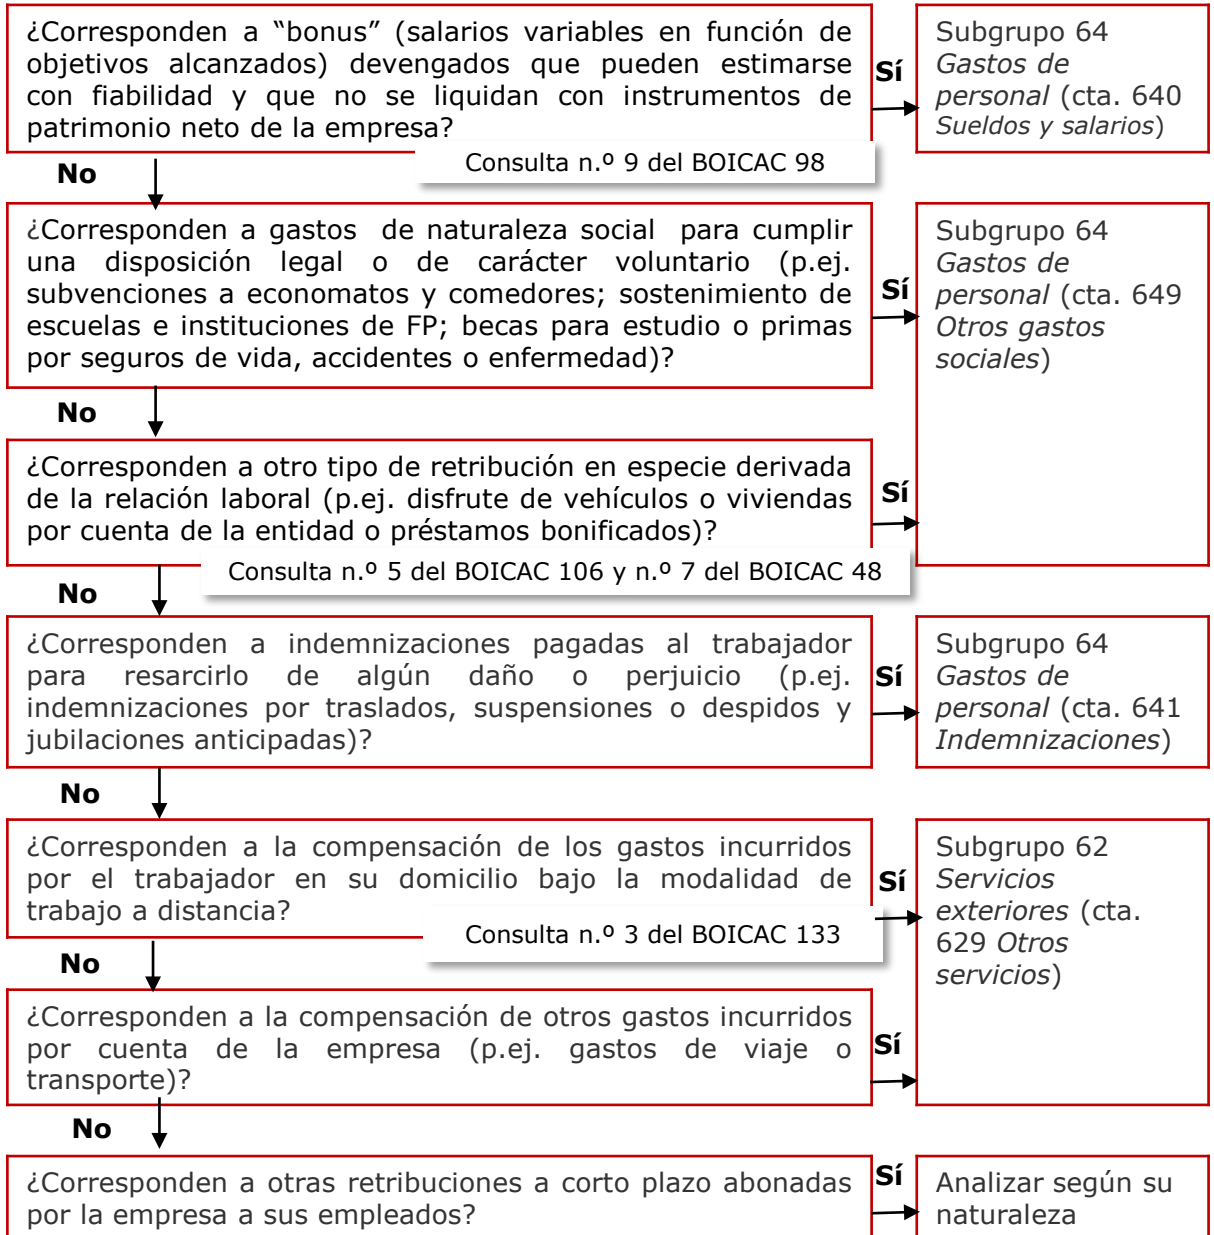 ¿Corresponden a “bonus” (salarios variables en función de
objetivos alcanzados) devengados que pueden estimarse
con fiabilidad y que no se liquidan con instrumentos de
patrimonio neto de la empresa?
Sí
Subgrupo 64
Gastos de
personal (cta. 640
Sueldos y salarios)
Consulta n.º 9 del BOICAC 98
No
¿Corresponden a gastos de naturaleza social para cumplir
una disposición legal o de carácter voluntario (p.ej.
subvenciones a economatos y comedores; sostenimiento de
escuelas e instituciones de FP; becas para estudio o primas
por seguros de vida, accidentes o enfermedad)?
Sí
Subgrupo 64
Gastos de
personal (cta. 649
Otros gastos
sociales)
No
¿Corresponden a otro tipo de retribución en especie derivada
de la relación laboral (p.ej. disfrute de vehículos o viviendas
por cuenta de la entidad o préstamos bonificados)?
Sí
Consulta n.º 5 del BOICAC 106 y n.º 7 del BOICAC 48
No
¿Corresponden a indemnizaciones pagadas al trabajador
para resarcirlo de algún daño o perjuicio (p.ej.
indemnizaciones por traslados, suspensiones o despidos y
jubilaciones anticipadas)?
Sí
Subgrupo 64
Gastos de
personal (cta. 641
Indemnizaciones)
No
¿Corresponden a la compensación de los gastos incurridos
por el trabajador en su domicilio bajo la modalidad de
trabajo a distancia?
Sí
Subgrupo 62
Servicios
exteriores (cta.
629 Otros
servicios)
Consulta n.º 3 del BOICAC 133
No
¿Corresponden a la compensación de otros gastos incurridos
por cuenta de la empresa (p.ej. gastos de viaje o
transporte)?
Sí
No
¿Corresponden a otras retribuciones a corto plazo abonadas
por la empresa a sus empleados?
Sí
Analizar según su
naturaleza